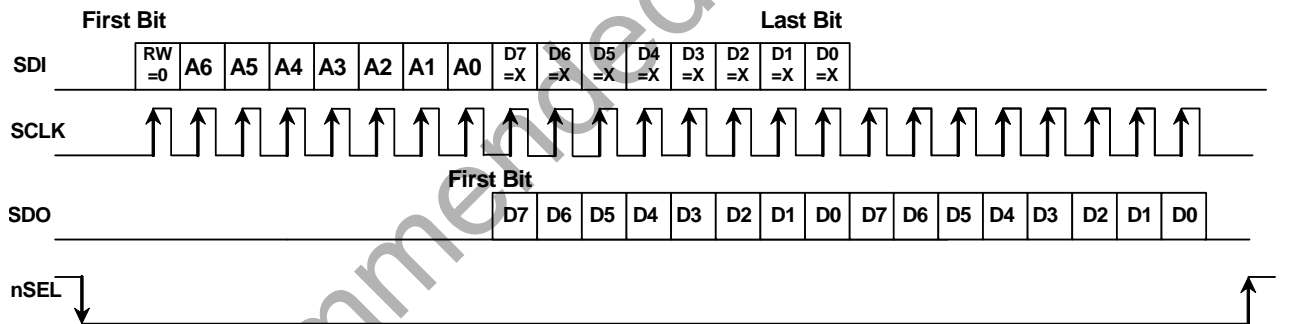 First Bit
Last Bit
SDI
RW =0 A6 A5 A4 A3 A2 A1 A0 D7 =X D6 =X D5 =X D4 =X D3 =X D2 =X D1 =X D0 =X
SCLK
First Bit
SDO
D7 D6 D5 D4 D3 D2 D1 D0 D7 D6 D5 D4 D3 D2 D1 D0
nSEL
mmended